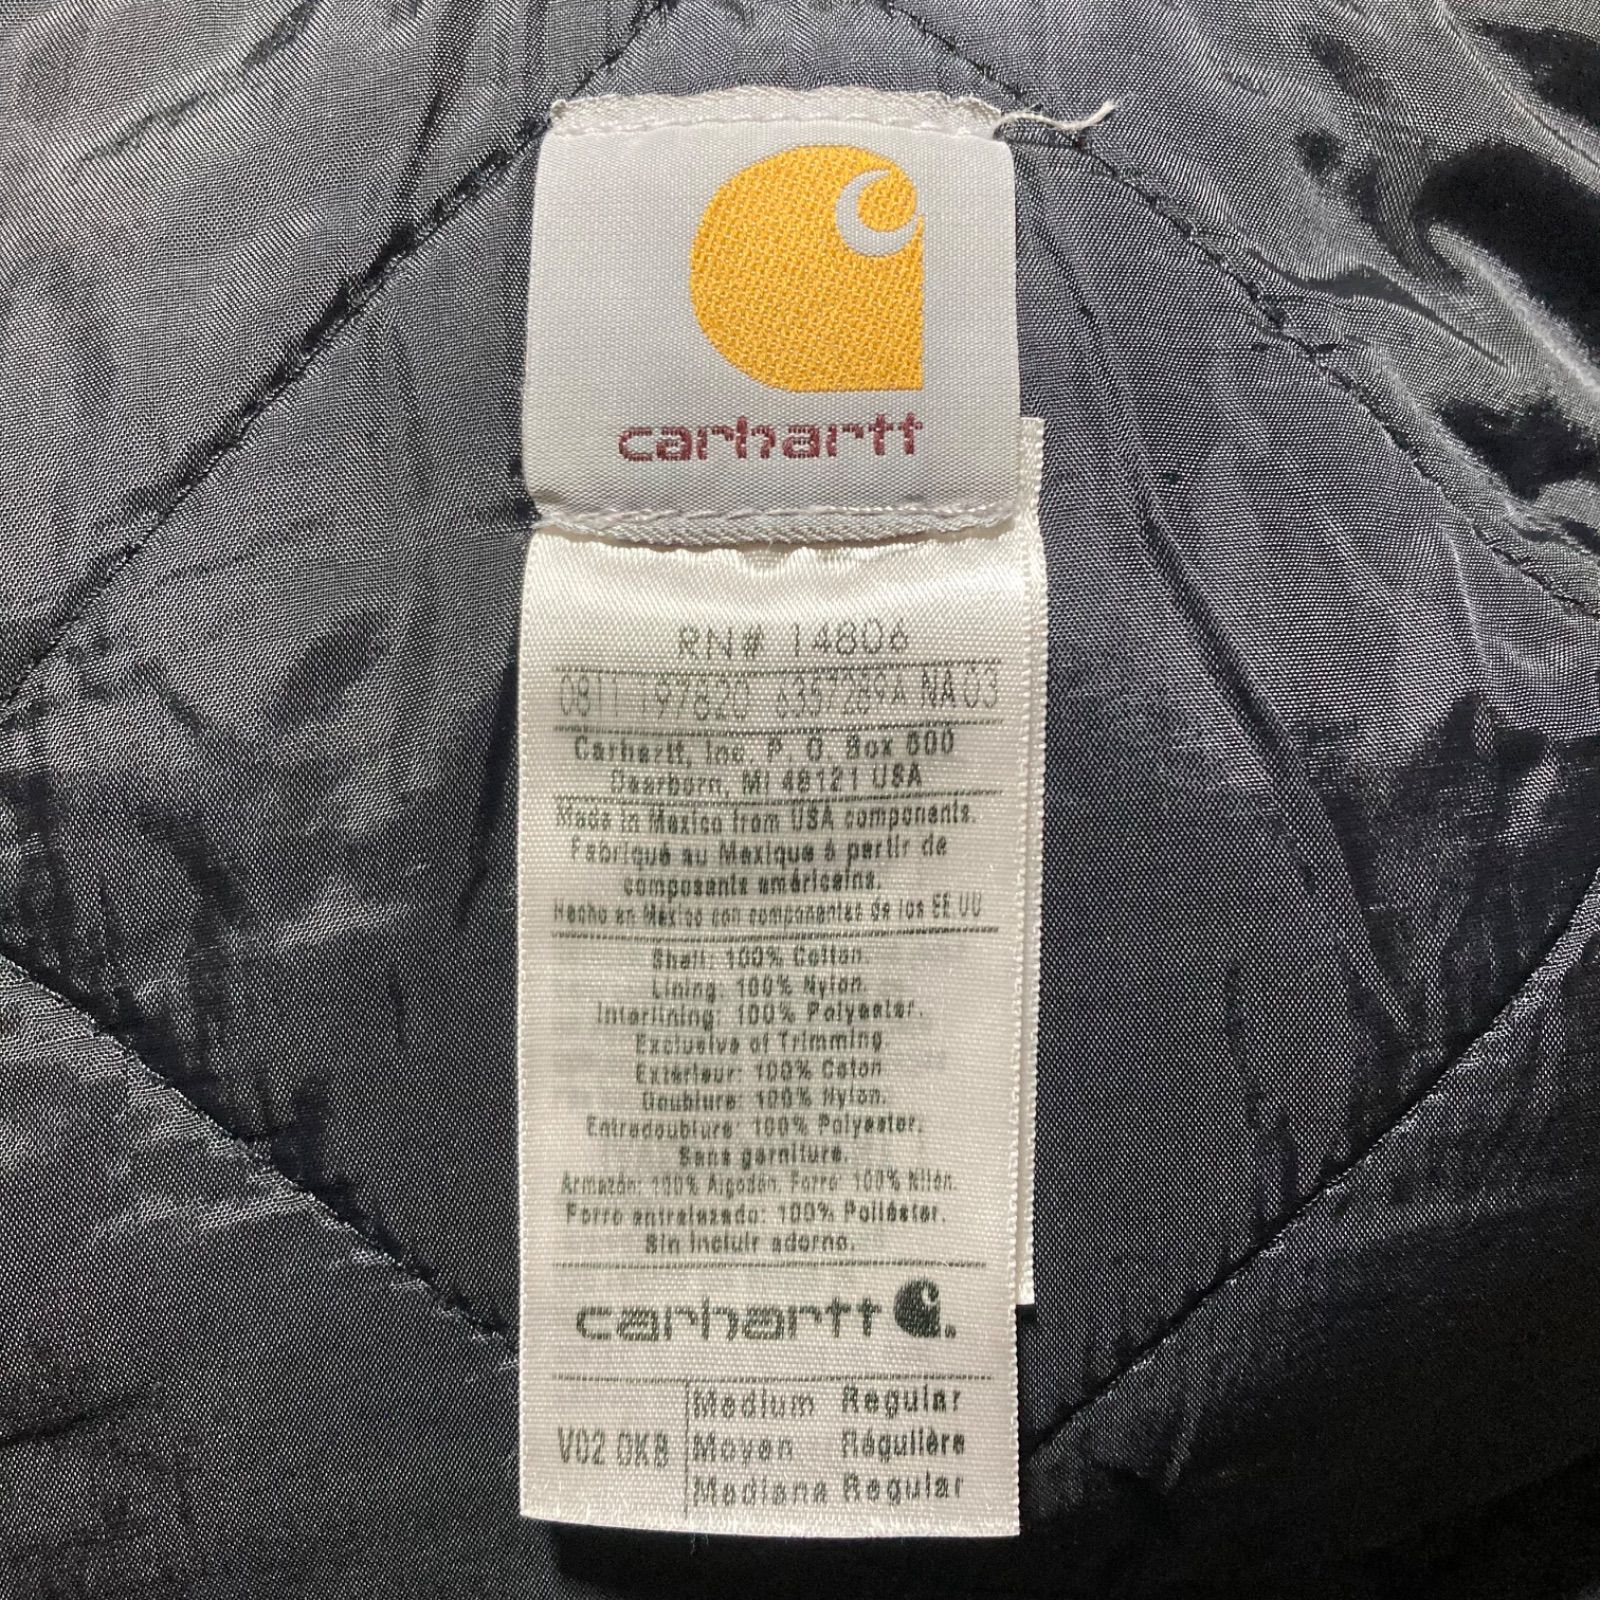 carhartt
RN# 14806
0811 197820 6357289A NA 03
Carhartt, Inc. P. O. Box 600
Dearborn, MI 48121 USA
Made in Mexico from USA components.
Fabriqué au Mexique à partir de
composants américains.
Hecho en Mexico con componentes de los EE.UU
Shell: 100% Cotton.
Lining: 100% Nylon.
Interlining: 100% Polyester.
Exclusive of Trimming
Extérieur: 100% Coton
Doublure: 100% Nylon.
Entredoublure: 100% Polyester.
Sans garniture.
Armazón: 100% Algodón, Forro: 100% Nilón.
Forro entrelazado: 100% Poliéster.
Sin incluir adorno.
carhartt
Medium Regular
V02 DKB Moyen Régulière
Mediana Regular